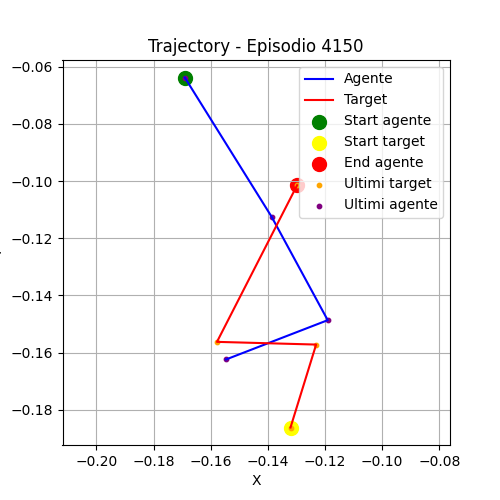 Trajectory - Episodio 4150
−0.06
−0.08
−0.10
−0.12
−0.14
−0.16
−0.18
Agente
Target
Start agente
Start target
End agente
Ultimi target
Ultimi agente
−0.20 −0.18 −0.16 −0.14 −0.12 −0.10 −0.08
X